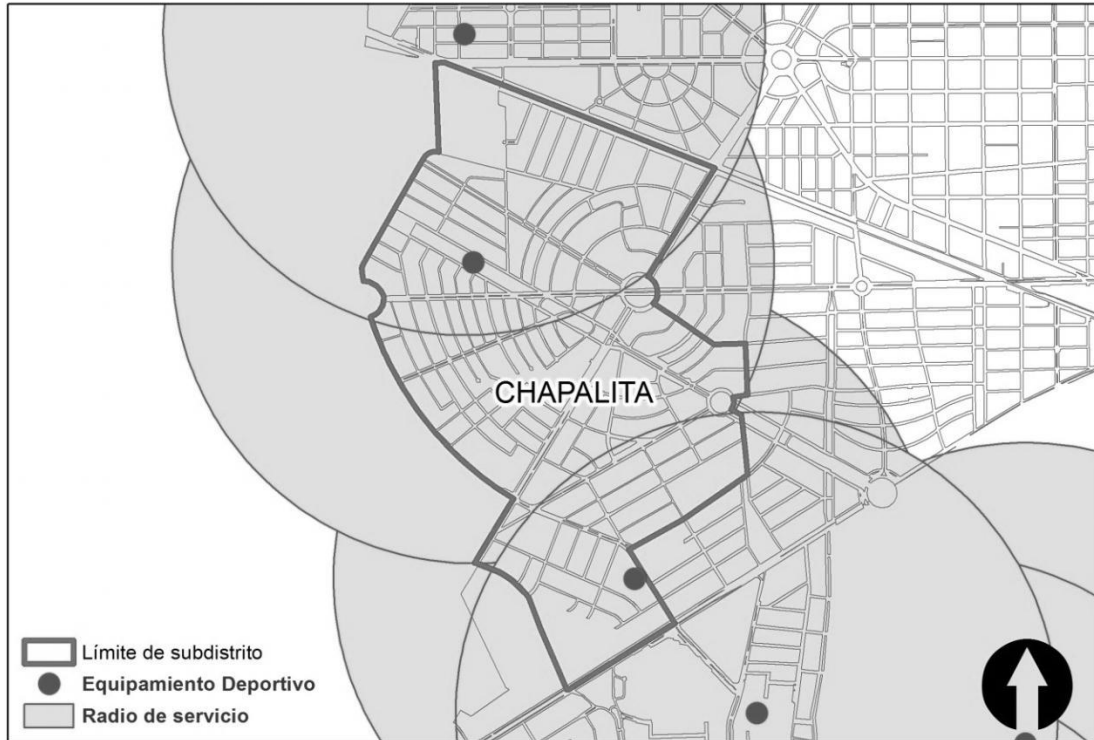 CHAPALITA
Límite de subdistrito
Equipamiento Deportivo
Radio de servicio